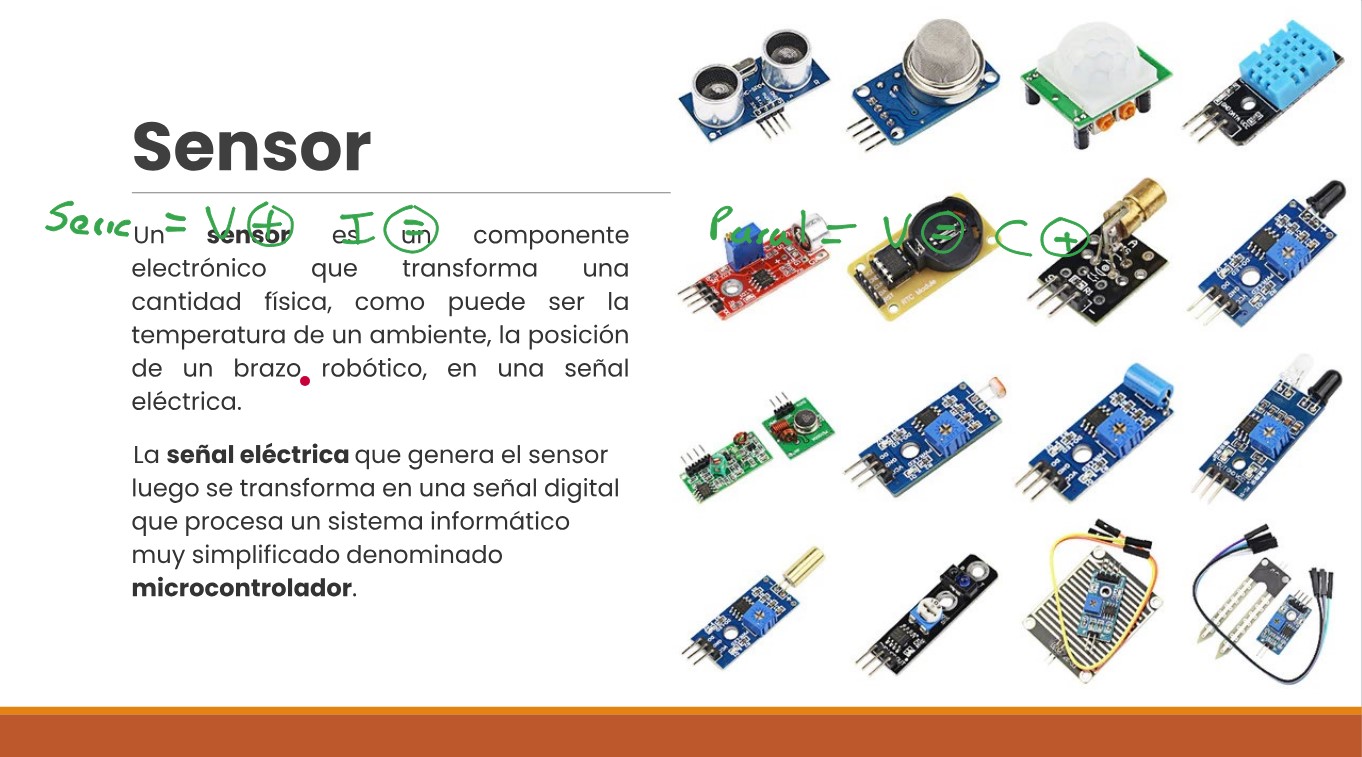 Sensor
Serie = V + I =
Paral = V = C +
Un sensor es un componente
electrónico que transforma una
cantidad física, como puede ser la
temperatura de un ambiente, la posición
de un brazo robótico, en una señal
eléctrica.
La señal eléctrica que genera el sensor
luego se transforma en una señal digital
que procesa un sistema informático
muy simplificado denominado
microcontrolador.
RTC Module